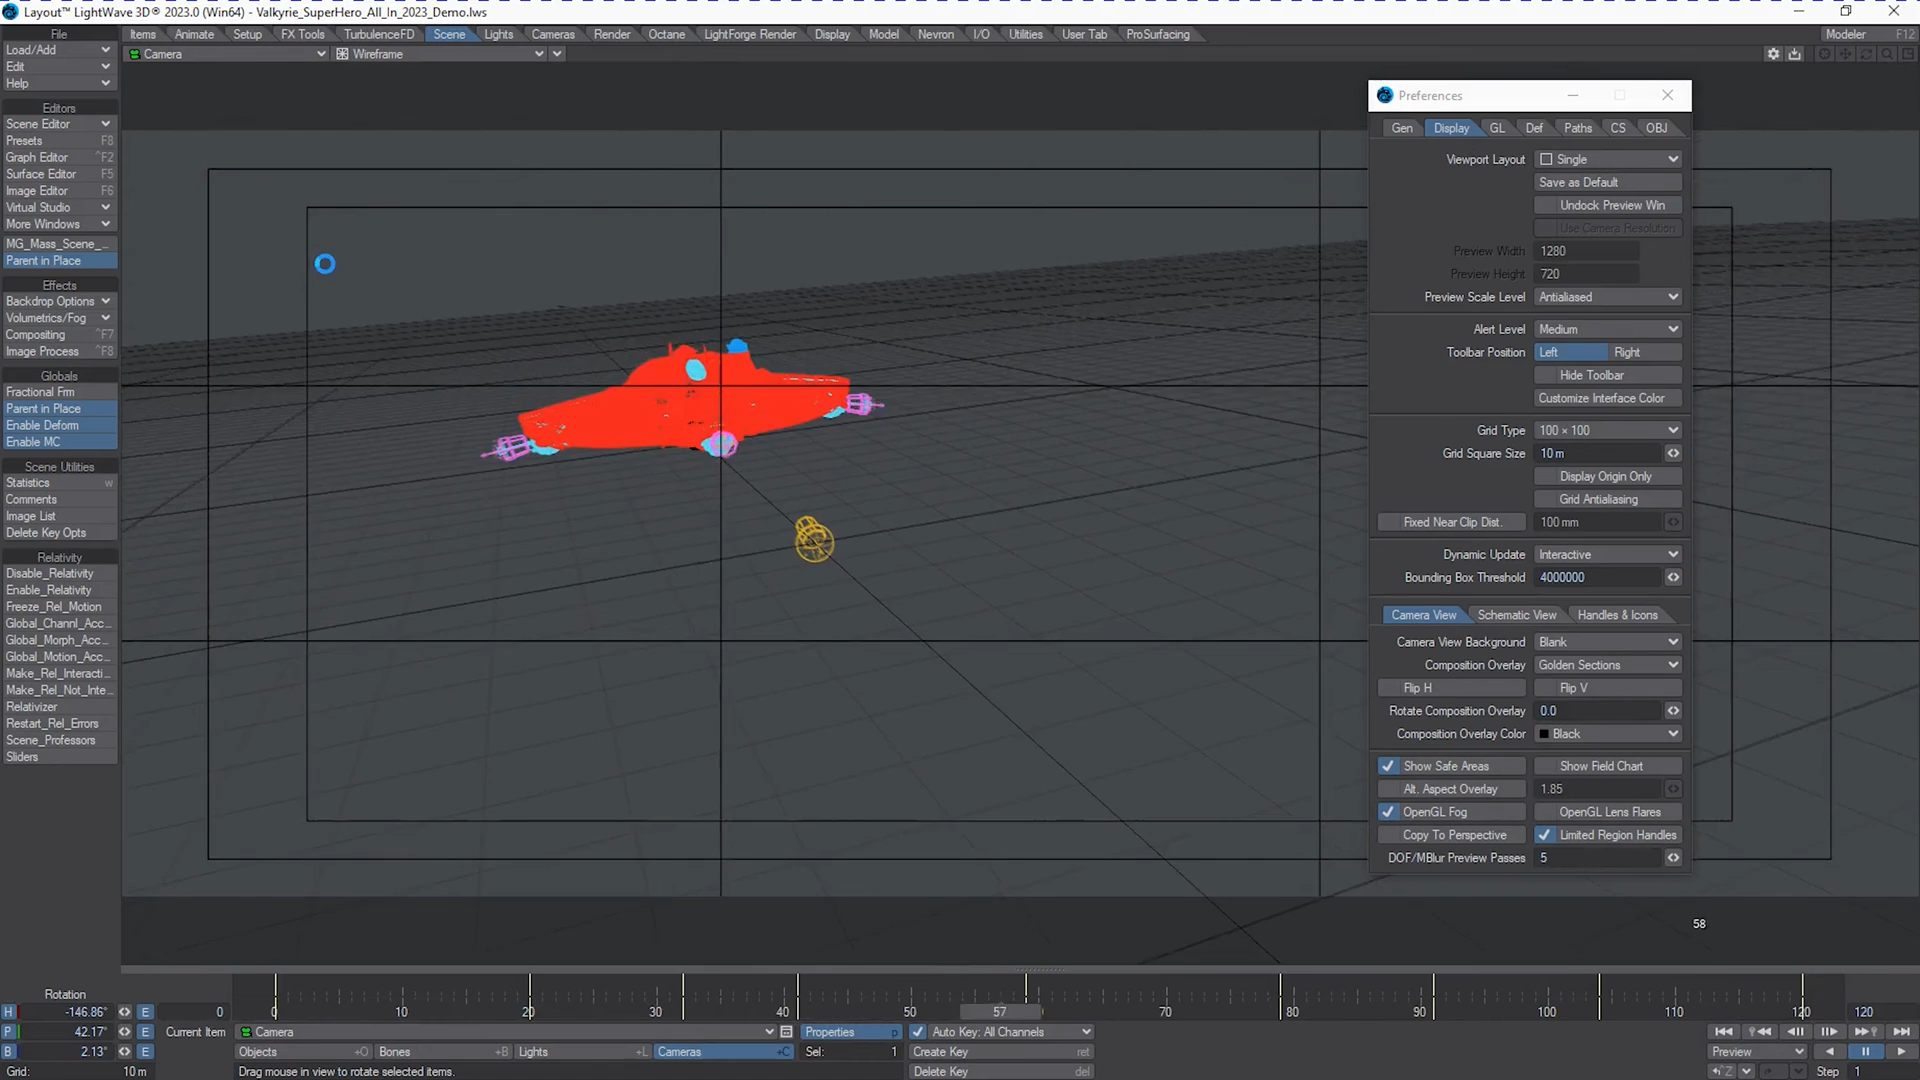 Layout™ LightWave 3D® 2023.0 (Win64) - Valkyrie_SuperHero_All_In_2023_Demo.lws
File Items Animate Setup FX Tools TurbulenceFD Scene Lights Cameras Render Octane LightForge Render Display Model Nevron I/O Utilities User Tab ProSurfacing Modeler F12
Load/Add
Edit
Help
Camera Wireframe
Editors
Scene Editor
Presets F8
Graph Editor ^F2
Surface Editor F5
Image Editor F6
Virtual Studio
More Windows
MG_Mass_Scene_...
Parent in Place
Effects
Backdrop Options
Volumetrics/Fog
Compositing ^F7
Image Process ^F8
Globals
Fractional Frm
Parent in Place
Enable Deform
Enable MC
Scene Utilities
Statistics w
Comments
Image List
Delete Key Opts
Relativity
Disable_Relativity
Enable_Relativity
Freeze_Rel_Motion
Global_Channl_Acc...
Global_Morph_Acc...
Global_Motion_Acc...
Make_Rel_Interacti...
Make_Rel_Not_Inte...
Relativizer
Restart_Rel_Errors
Scene_Professors
Sliders
Preferences
Gen Display GL Def Paths CS OBJ
Viewport Layout Single
Save as Default
Undock Preview Win
Use Camera Resolution
Preview Width 1280
Preview Height 720
Preview Scale Level Antialiased
Alert Level Medium
Toolbar Position Left Right
Hide Toolbar
Customize Interface Color
Grid Type 100 × 100
Grid Square Size 10 m
Display Origin Only
Grid Antialiasing
Fixed Near Clip Dist. 100 mm
Dynamic Update Interactive
Bounding Box Threshold 4000000
Camera View Schematic View Handles & Icons
Camera View Background Blank
Composition Overlay Golden Sections
Flip H Flip V
Rotate Composition Overlay 0.0
Composition Overlay Color Black
Show Safe Areas Show Field Chart
Alt. Aspect Overlay 1.85
OpenGL Fog OpenGL Lens Flares
Copy To Perspective Limited Region Handles
DOF/MBlur Preview Passes 5
58
Rotation
H -146.86° E 0 0 10 20 30 40 50 57 70 80 90 100 110 120 120
P 42.17° E Current Item Camera Properties p Auto Key: All Channels
B 2.13° E Objects +O Bones +B Lights +L Cameras +C Sel: 1 Create Key ret Preview
Grid: 10 m Drag mouse in view to rotate selected items. Delete Key del ^Z Step 1